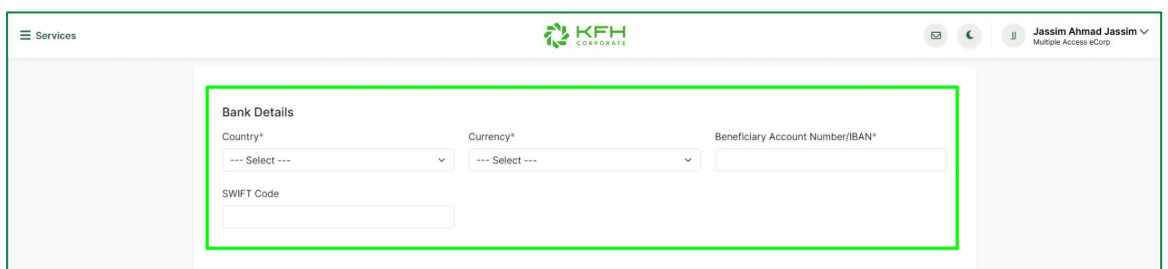 Services
KFH
CORPORATE
JJ
Jassim Ahmad Jassim
Multiple Access eCorp
Bank Details
Country* Currency* Beneficiary Account Number/IBAN*
--- Select --- --- Select ---
SWIFT Code